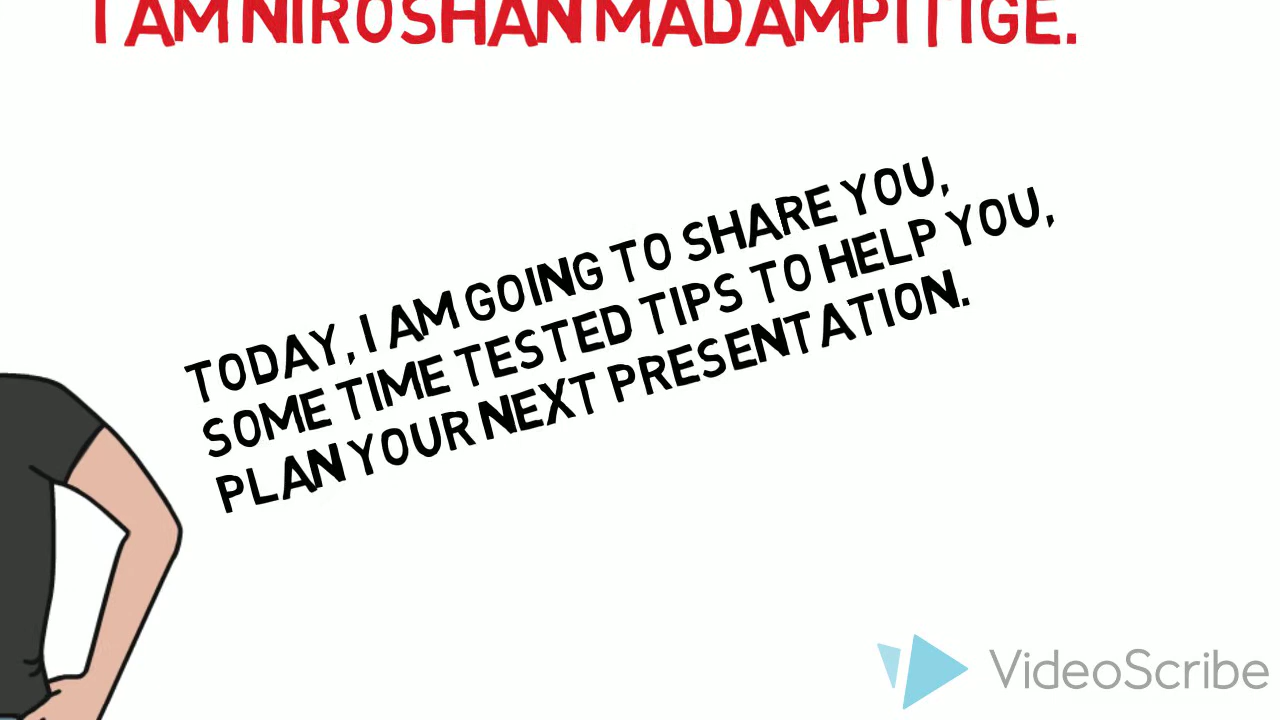 I AM NIROSHAN MADAMPITIGE.
TODAY, I AM GOING TO SHARE YOU,
SOME TIME TESTED TIPS TO HELP YOU,
PLAN YOUR NEXT PRESENTATION.
VideoScribe